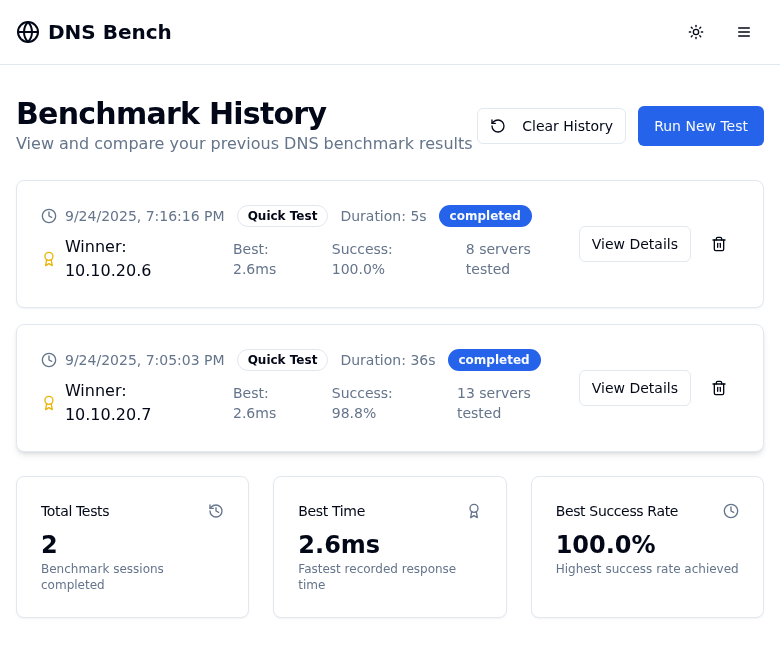 DNS Bench
Benchmark History
View and compare your previous DNS benchmark results
Clear History
Run New Test
9/24/2025, 7:16:16 PM Quick Test Duration: 5s completed
Winner:
10.10.20.6
Best:
2.6ms
Success:
100.0%
8 servers
tested
View Details
9/24/2025, 7:05:03 PM Quick Test Duration: 36s completed
Winner:
10.10.20.7
Best:
2.6ms
Success:
98.8%
13 servers
tested
View Details
Total Tests
2
Benchmark sessions
completed
Best Time
2.6ms
Fastest recorded response
time
Best Success Rate
100.0%
Highest success rate achieved